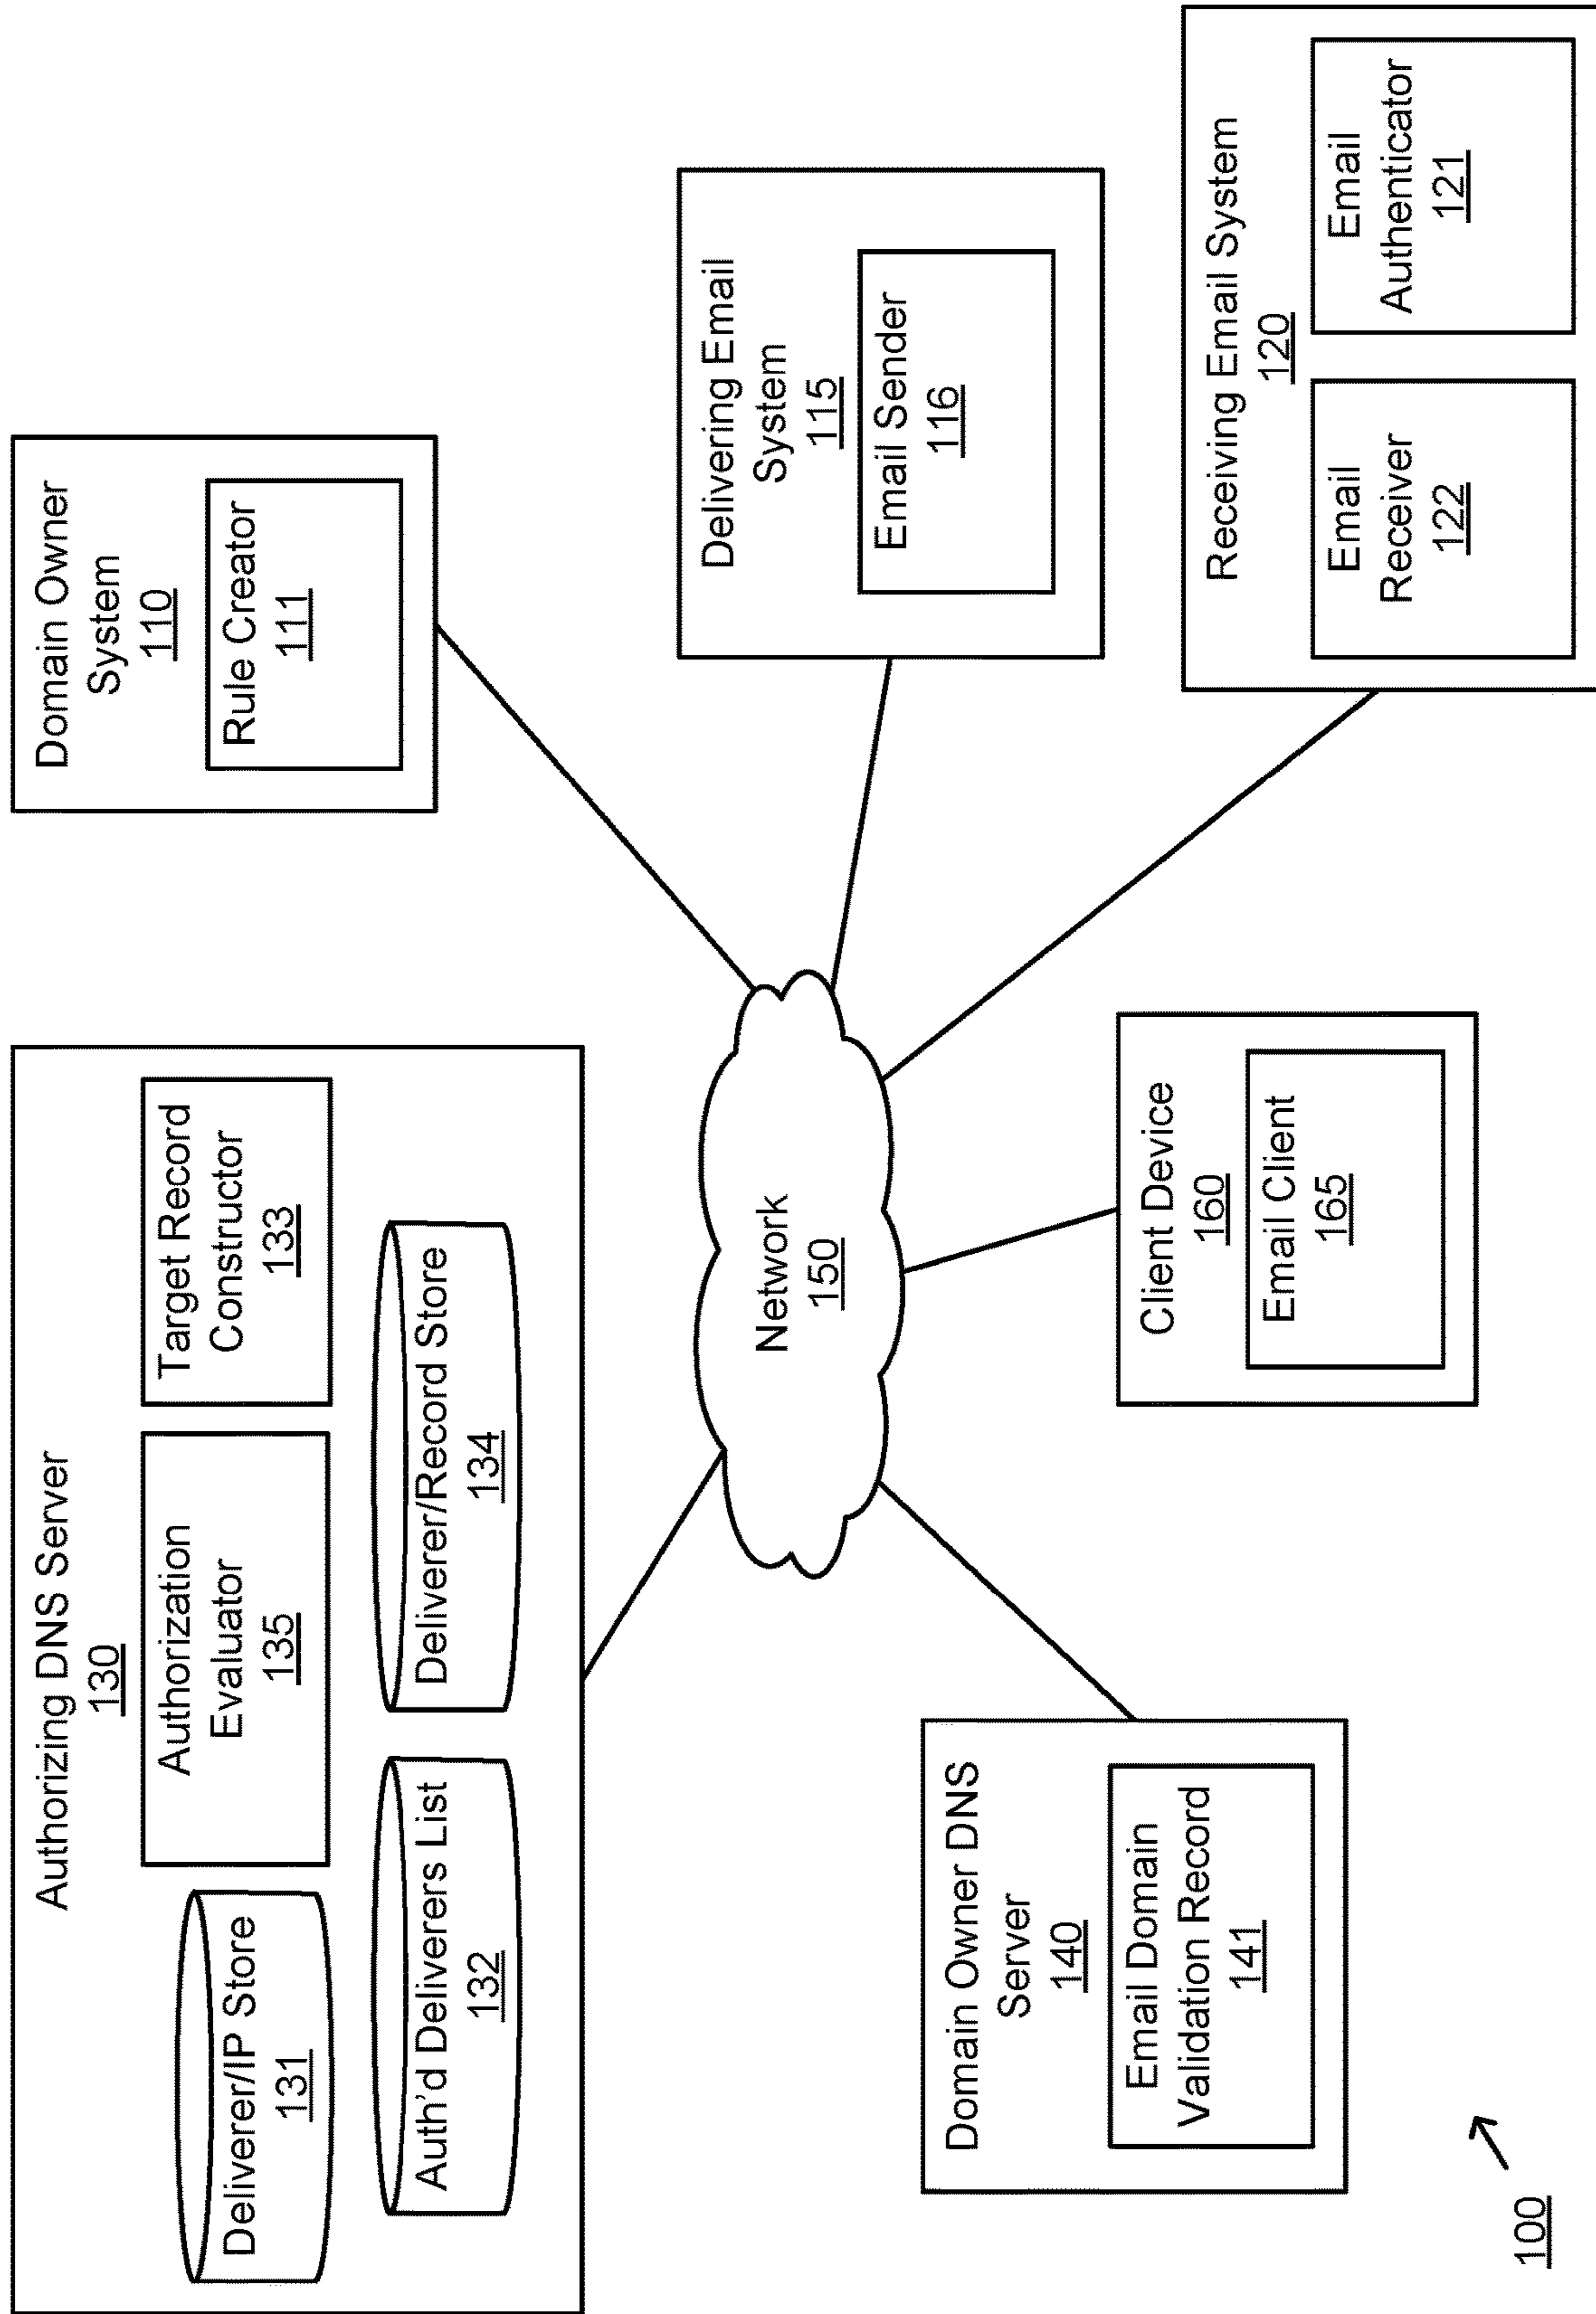 Authorizing DNS Server
130
Deliverer/IP Store
131
Authorization
Evaluator
135
Target Record
Constructor
133
Auth'd Deliverers List
132
Deliverer/Record Store
134
Domain Owner
System
110
Rule Creator
111
Network
150
Delivering Email
System
115
Email Sender
116
Domain Owner DNS
Server
140
Email Domain
Validation Record
141
Client Device
160
Email Client
165
Receiving Email System
120
Email
Receiver
122
Email
Authenticator
121
100